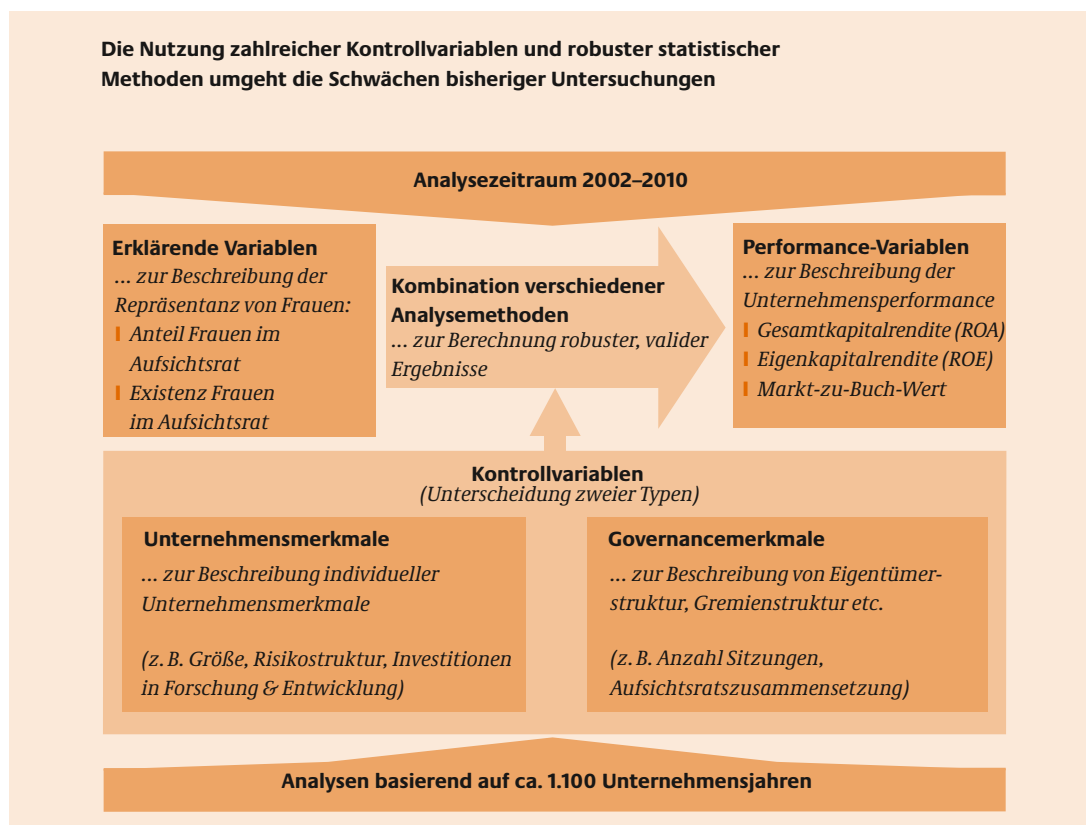 Die Nutzung zahlreicher Kontrollvariablen und robuster statistischer
Methoden umgeht die Schwächen bisheriger Untersuchungen
Analysezeitraum 2002–2010
Erklärende Variablen
... zur Beschreibung der
Repräsentanz von Frauen:
Anteil Frauen im
Aufsichtsrat
Existenz Frauen
im Aufsichtsrat
Kombination verschiedener
Analysemethoden
... zur Berechnung robuster, valider
Ergebnisse
Performance-Variablen
... zur Beschreibung der
Unternehmensperformance
Gesamtkapitalrendite (ROA)
Eigenkapitalrendite (ROE)
Markt-zu-Buch-Wert
Kontrollvariablen
(Unterscheidung zweier Typen)
Unternehmensmerkmale
... zur Beschreibung individueller
Unternehmensmerkmale
(z. B. Größe, Risikostruktur, Investitionen
in Forschung & Entwicklung)
Governancemerkmale
... zur Beschreibung von Eigentümer-
struktur, Gremienstruktur etc.
(z. B. Anzahl Sitzungen,
Aufsichtsratszusammensetzung)
Analysen basierend auf ca. 1.100 Unternehmensjahren